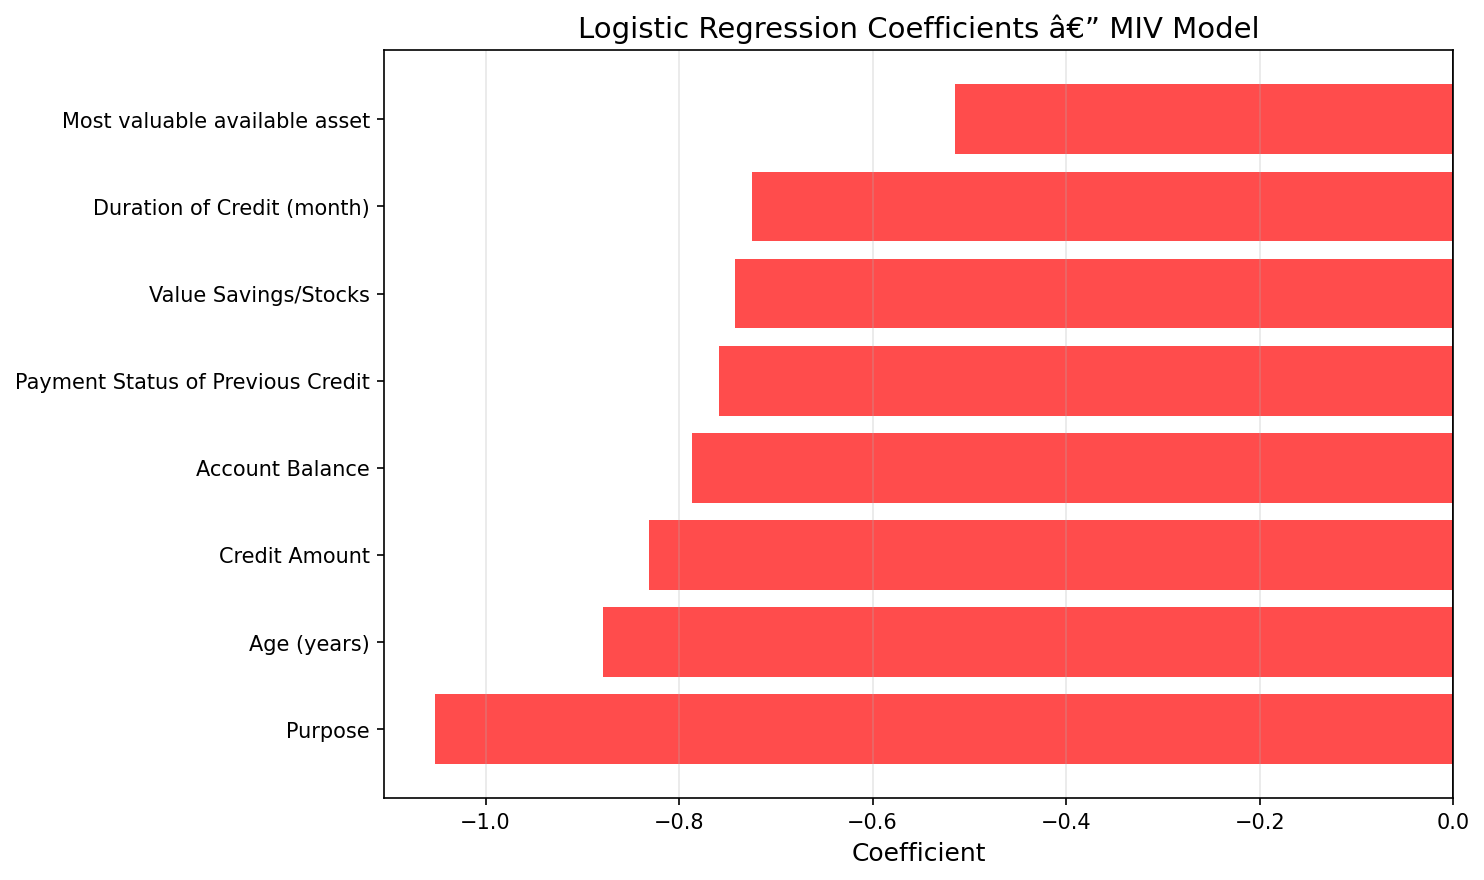 Logistic Regression Coefficients â€” MIV Model
Most valuable available asset
Duration of Credit (month)
Value Savings/Stocks
Payment Status of Previous Credit
Account Balance
Credit Amount
Age (years)
Purpose
−1.0 −0.8 −0.6 −0.4 −0.2 0.0
Coefficient